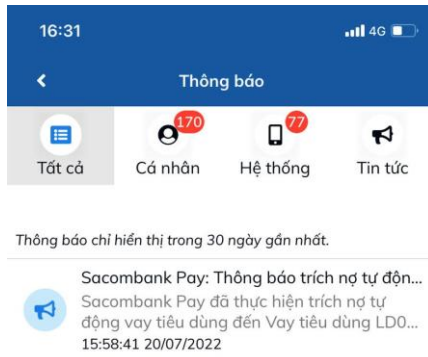 16:31
4G
Thông báo
170
77
Tất cả
Cá nhân
Hệ thống
Tin tức
Thông báo chỉ hiển thị trong 30 ngày gần nhất.
Sacombank Pay: Thông báo trích nợ tự độn...
Sacombank Pay đã thực hiện trích nợ tự
động vay tiêu dùng đến Vay tiêu dùng LD0...
15:58:41 20/07/2022